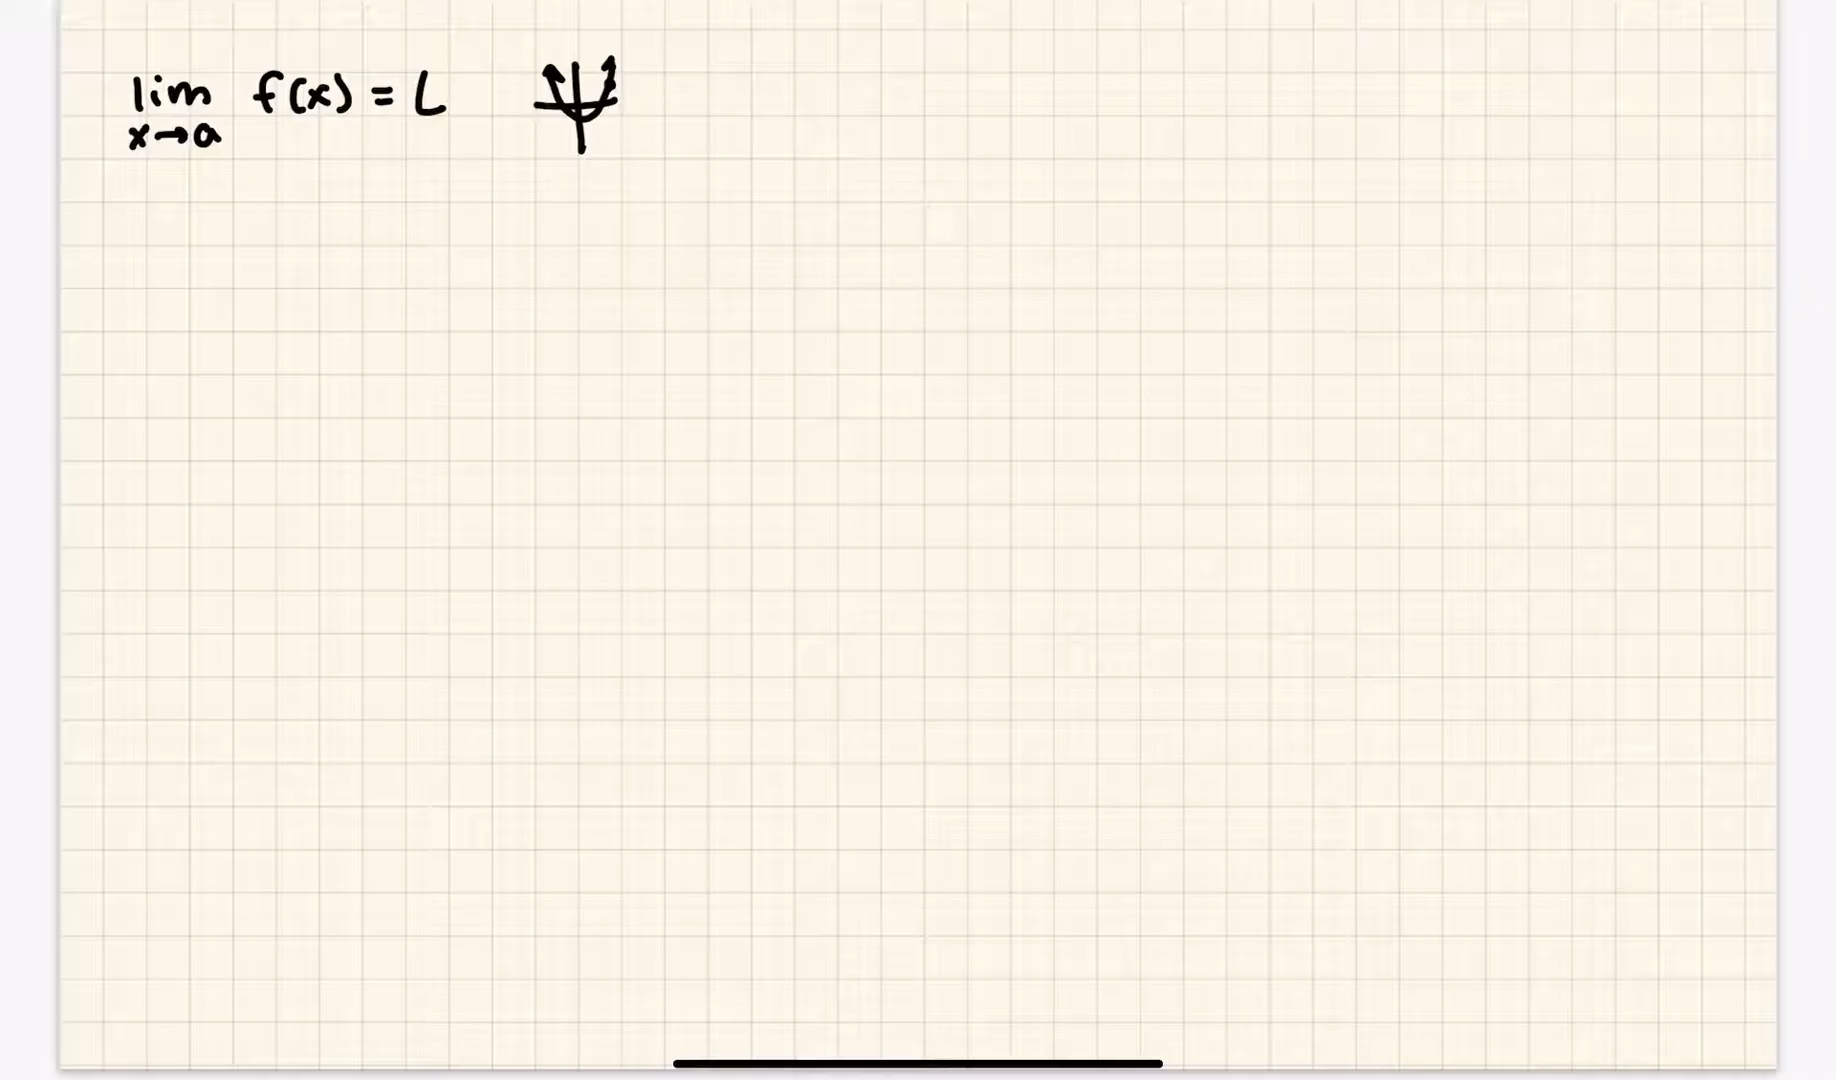 lim f(x) = L
x→a